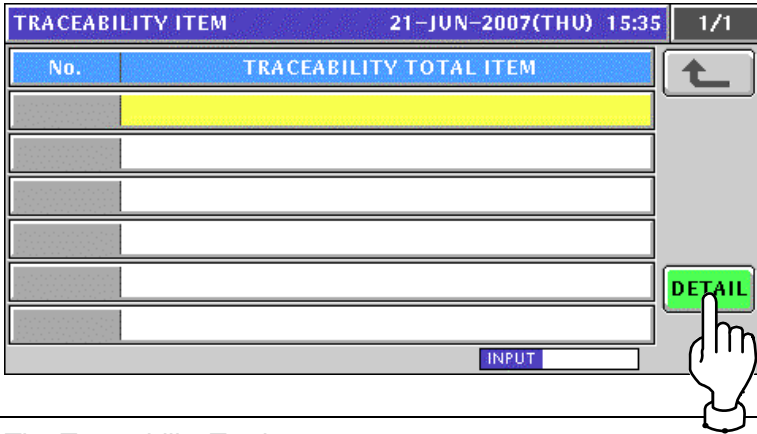 TRACEABILITY ITEM 21-JUN-2007(THU) 15:35 1/1
No. TRACEABILITY TOTAL ITEM
DETAIL
INPUT